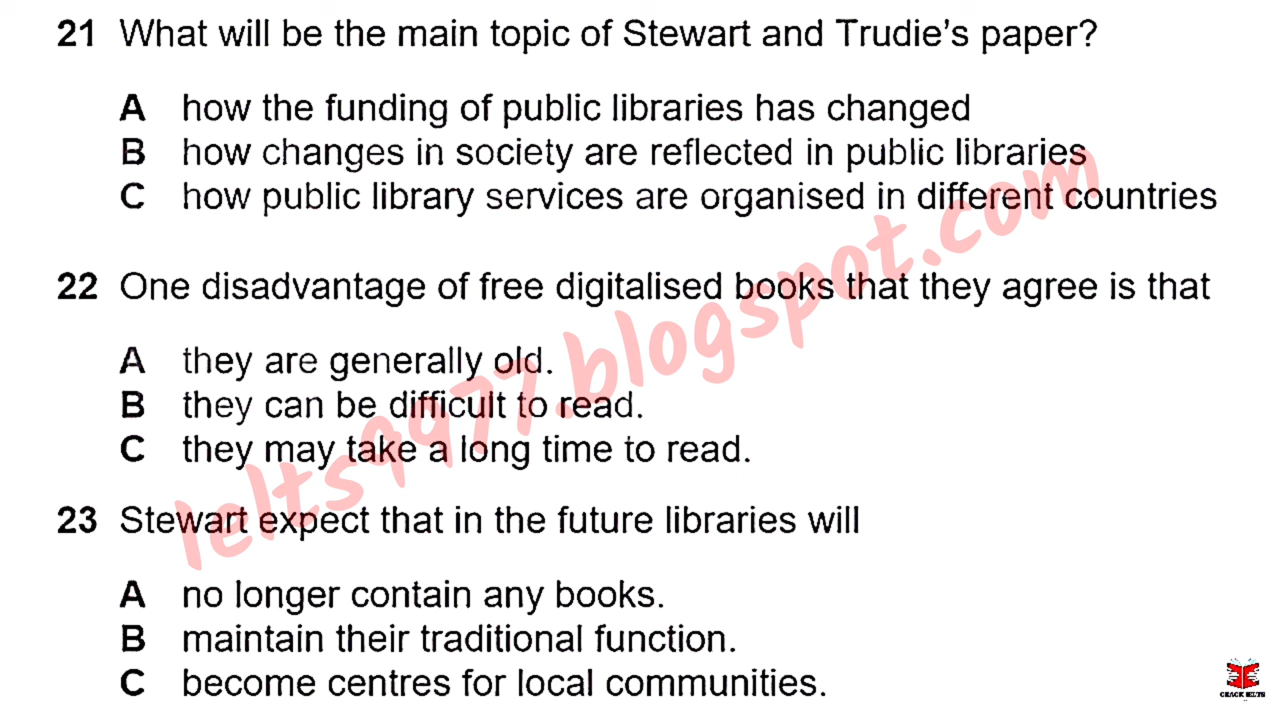 21 What will be the main topic of Stewart and Trudie's paper?
A how the funding of public libraries has changed
B how changes in society are reflected in public libraries
C how public library services are organised in different countries
22 One disadvantage of free digitalised books that they agree is that
A they are generally old.
B they can be difficult to read.
C they may take a long time to read.
Ielts9977.blogspot.com
23 Stewart expect that in the future libraries will
A no longer contain any books.
B maintain their traditional function.
C become centres for local communities.
CRACK IELTS